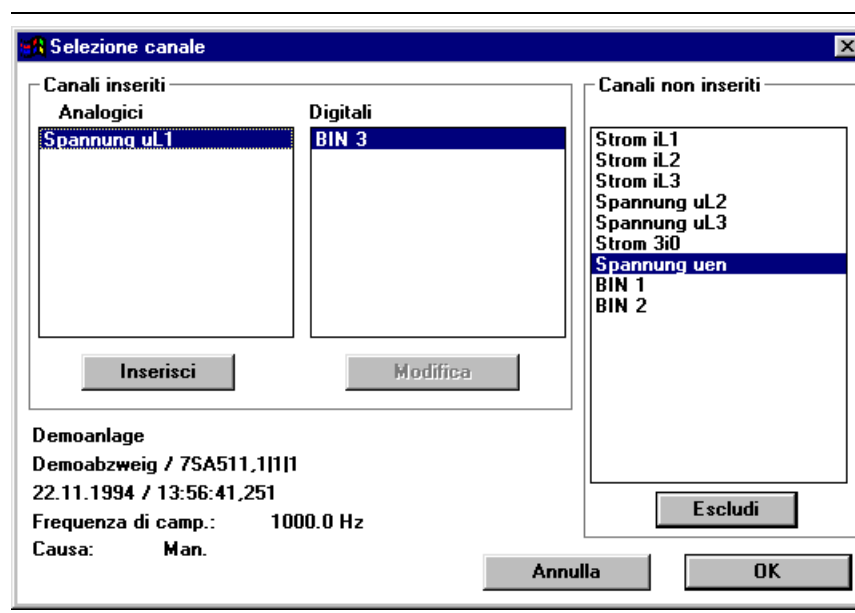 Selezione canale
Canali inseriti
Analogici
Digitali
Spannung uL1
BIN 3
Inserisci
Modifica
Canali non inseriti
Strom iL1
Strom iL2
Strom iL3
Spannung uL2
Spannung uL3
Strom 3i0
Spannung uen
BIN 1
BIN 2
Escludi
Demoanlage
Demoabzweig / 7SA511,1|1|1
22.11.1994 / 13:56:41,251
Frequenza di camp.: 1000.0 Hz
Causa: Man.
Annulla
OK